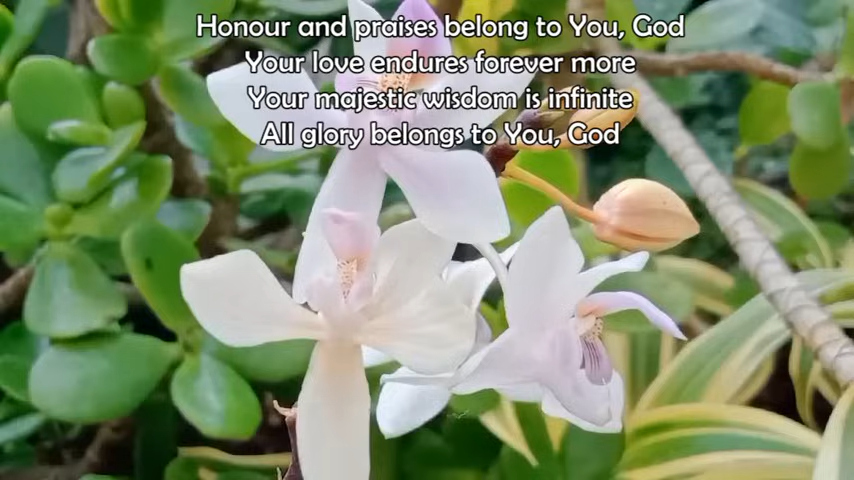 Honour and praises belong to You, God
Your love endures forever more
Your majestic wisdom is infinite
All glory belongs to You, God